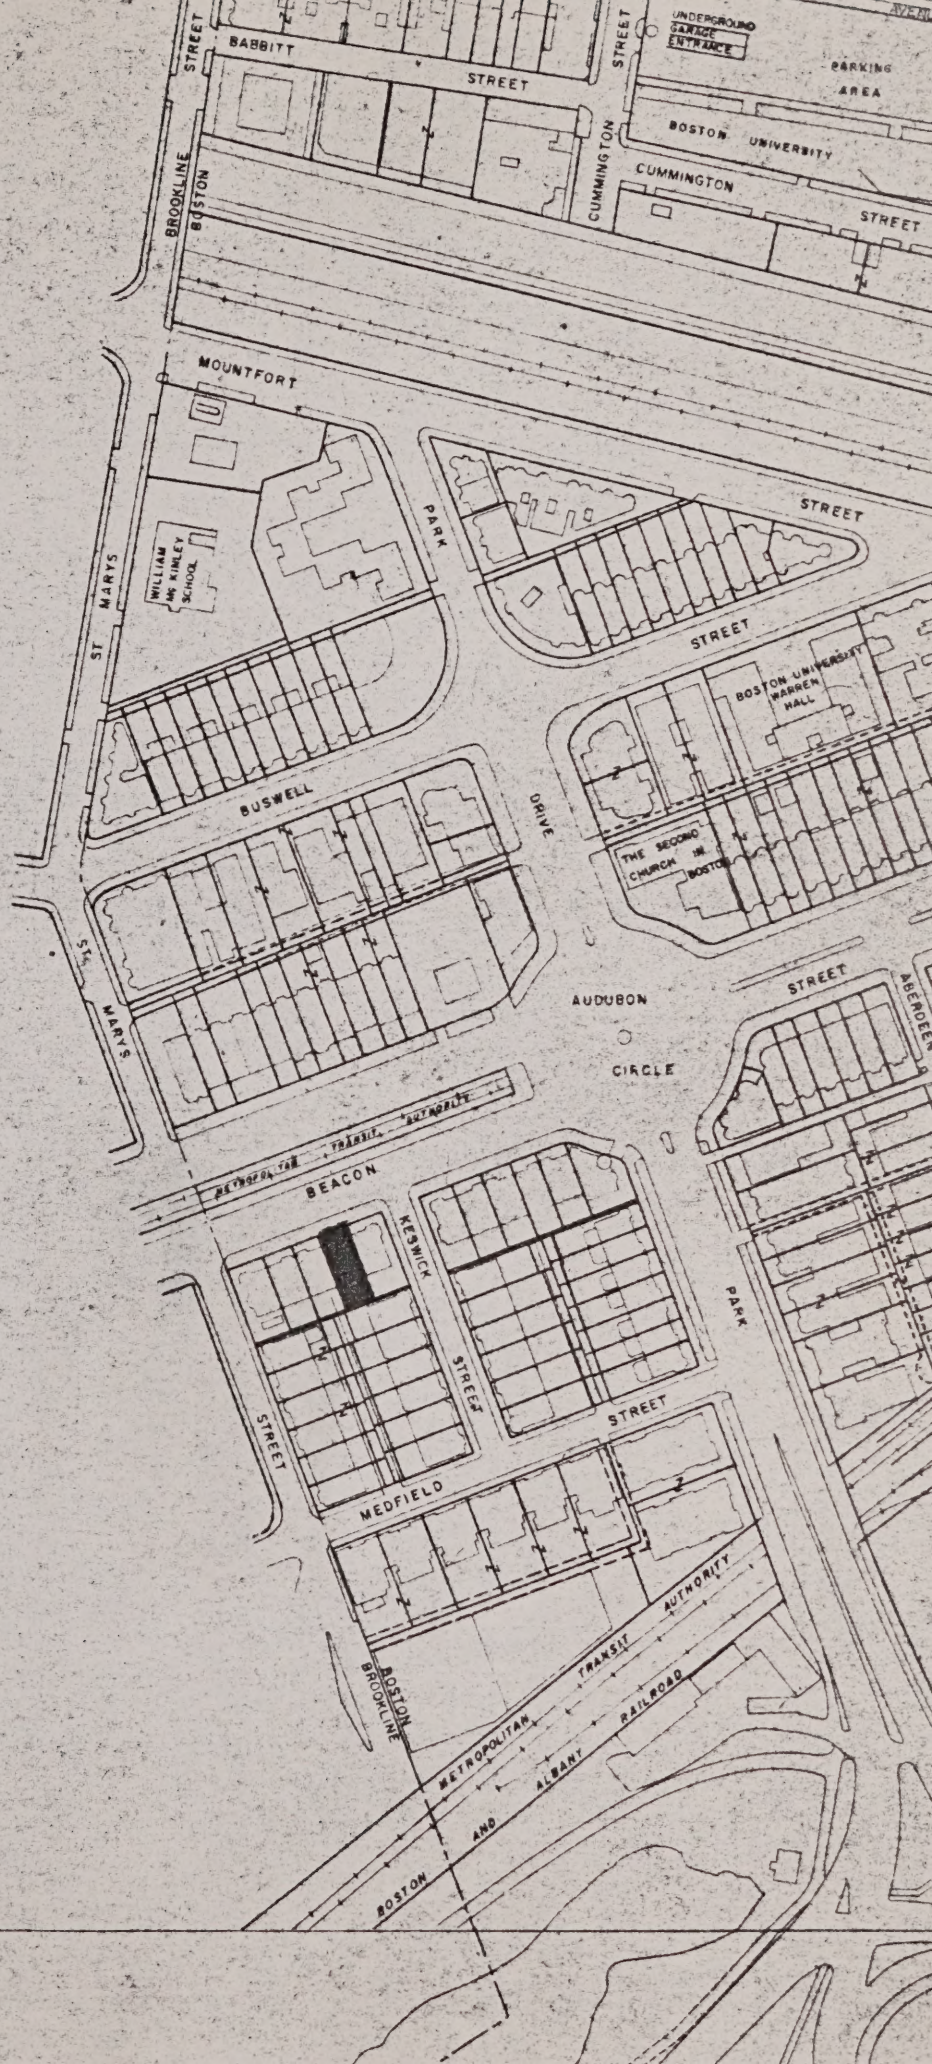 AVENUE
STREET
BABBITT
STREET
STREET
UNDERGROUND
GARAGE
ENTRANCE
PARKING
AREA
BOSTON UNIVERSITY
CUMMINGTON
CUMMINGTON
STREET
BROOKLINE
BOSTON
MOUNTFORT
STREET
PARK
WILLIAM
MC KINLEY
SCHOOL
ST MARYS
STREET
BOSTON UNIVERSITY
WARREN
HALL
BUSWELL
DRIVE
THE SECOND
CHURCH IN
BOSTON
STS
MARYS
AUDUBON
CIRCLE
STREET
ABERDEEN
METROPOLITAN TRANSIT AUTHORITY
BEACON
KESWICK
STREET
PARK
STREET
STREET
MEDFIELD
BOSTON
BROOKLINE
METROPOLITAN TRANSIT AUTHORITY
BOSTON AND ALBANY RAILROAD